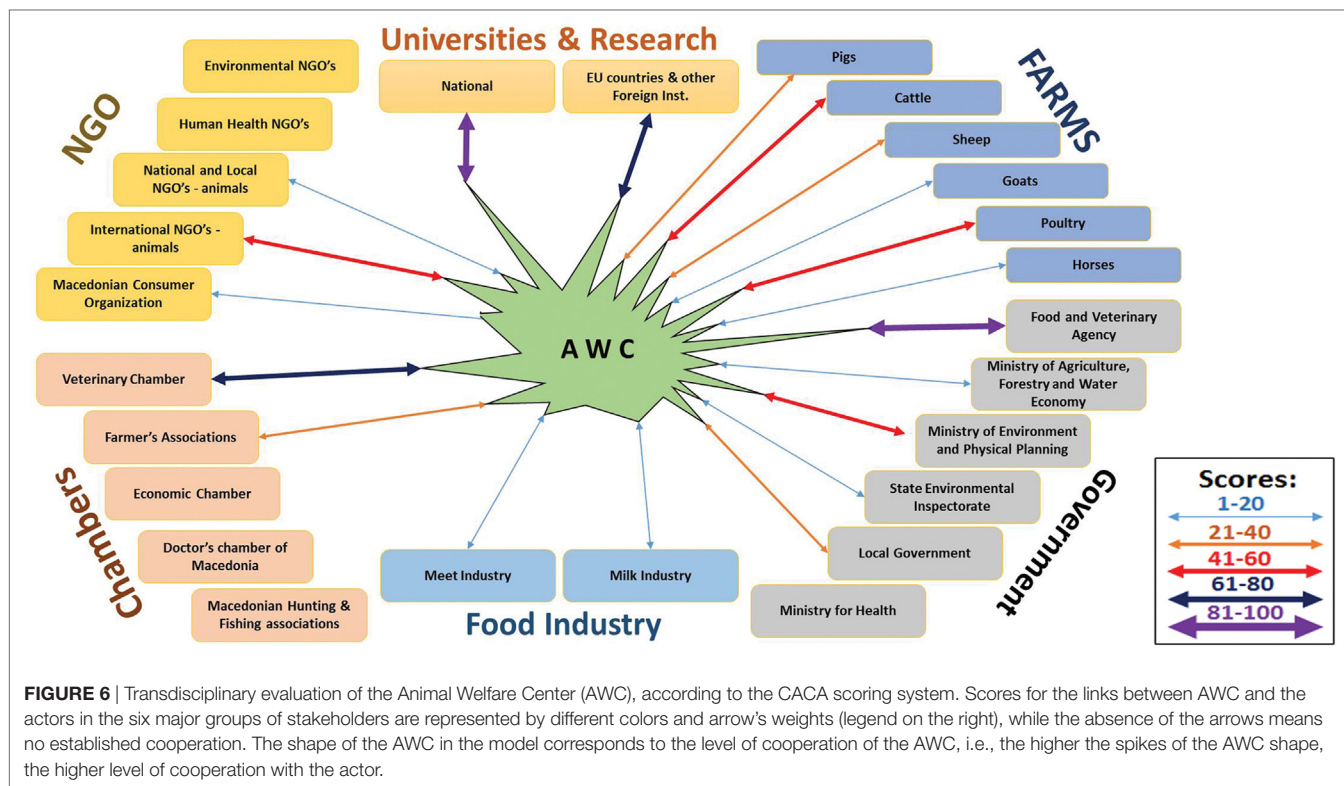 Universities & Research
National
EU countries & other
Foreign Inst.
NGO
Environmental NGO's
Human Health NGO's
National and Local
NGO's - animals
International NGO's -
animals
Macedonian Consumer
Organization
FARMS
Pigs
Cattle
Sheep
Goats
Poultry
Horses
A W C
Food and Veterinary
Agency
Ministry of Agriculture,
Forestry and Water
Economy
Ministry of Environment
and Physical Planning
State Environmental
Inspectorate
Local Government
Ministry for Health
Government
Veterinary Chamber
Farmer's Associations
Economic Chamber
Doctor's chamber of
Macedonia
Macedonian Hunting &
Fishing associations
Chambers
Meet Industry
Milk Industry
Food Industry
Scores:
1-20
21-40
41-60
61-80
81-100
FIGURE 6 | Transdisciplinary evaluation of the Animal Welfare Center (AWC), according to the CACA scoring system. Scores for the links between AWC and the
actors in the six major groups of stakeholders are represented by different colors and arrow's weights (legend on the right), while the absence of the arrows means
no established cooperation. The shape of the AWC in the model corresponds to the level of cooperation of the AWC, i.e., the higher the spikes of the AWC shape,
the higher level of cooperation with the actor.